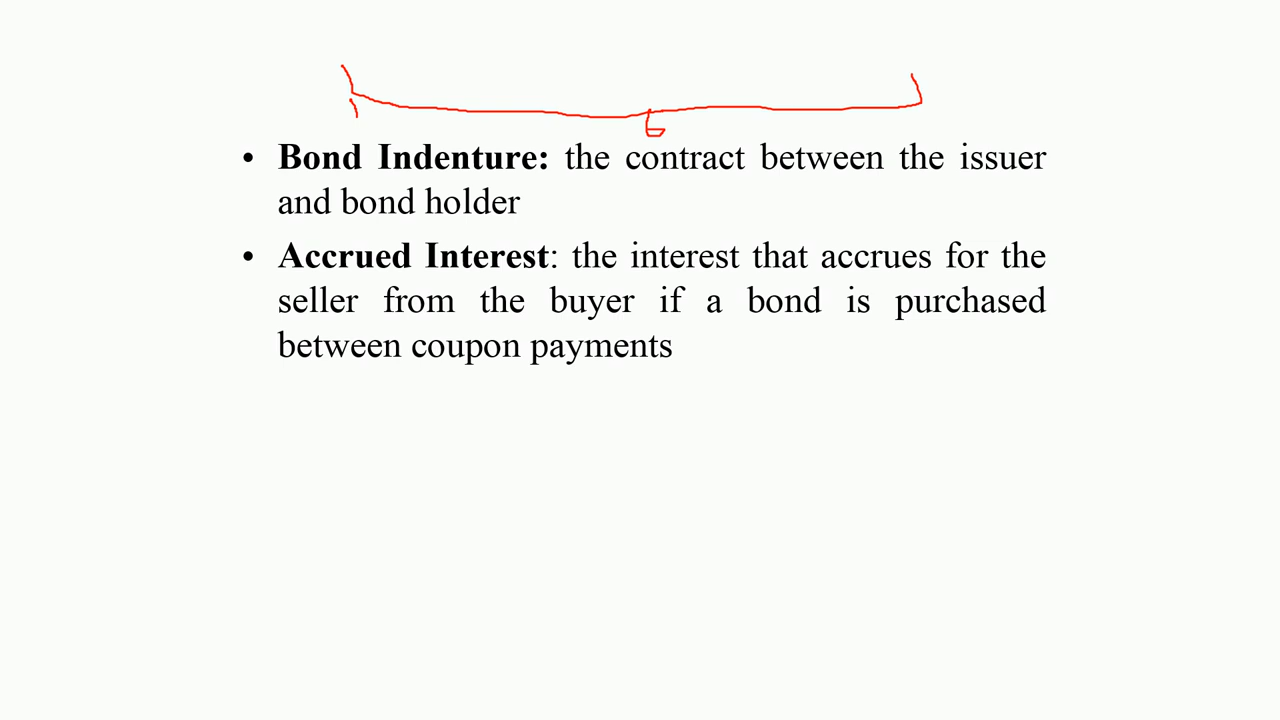 6
• Bond Indenture: the contract between the issuer
and bond holder
• Accrued Interest: the interest that accrues for the
seller from the buyer if a bond is purchased
between coupon payments